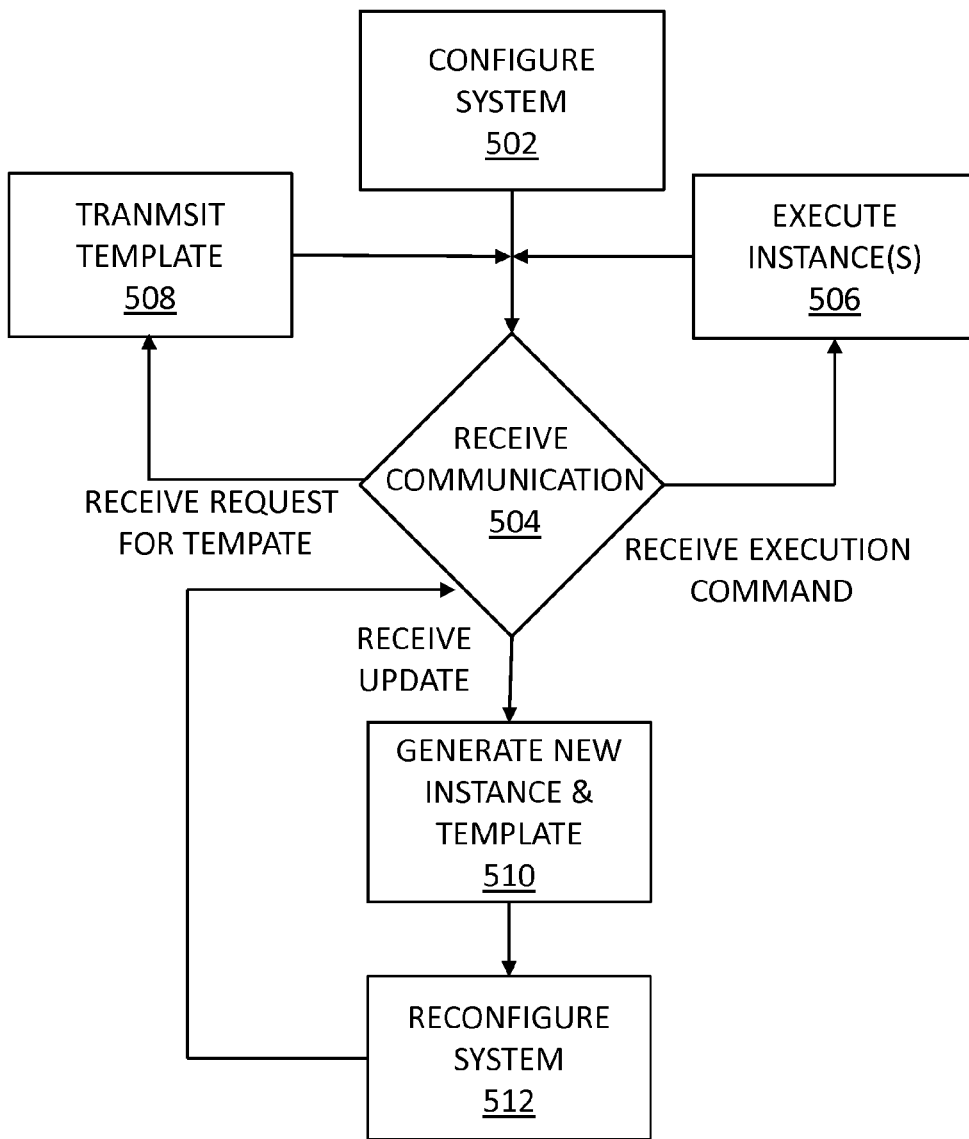 CONFIGURE
SYSTEM
502
TRANMSIT
TEMPLATE
508
EXECUTE
INSTANCE(S)
506
RECEIVE
COMMUNICATION
504
RECEIVE REQUEST
FOR TEMPATE
RECEIVE EXECUTION
COMMAND
RECEIVE
UPDATE
GENERATE NEW
INSTANCE &
TEMPLATE
510
RECONFIGURE
SYSTEM
512